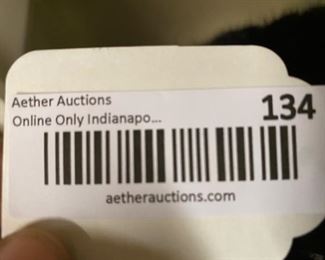 Aether Auctions
134
Online Only Indianapo...
aetherauctions.com